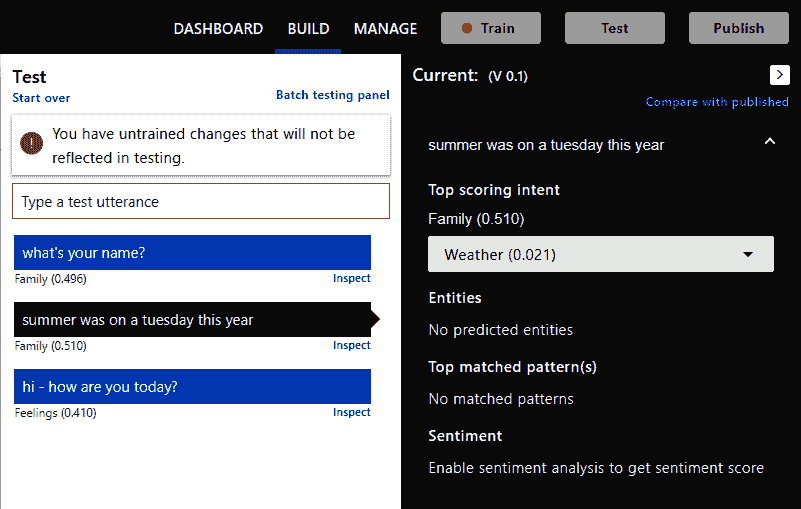 DASHBOARD BUILD MANAGE Train Test Publish
Test
Start over Batch testing panel
You have untrained changes that will not be
reflected in testing.
Type a test utterance
what's your name?
Family (0.496) Inspect
summer was on a tuesday this year
Family (0.510) Inspect
hi - how are you today?
Feelings (0.410) Inspect
Current: (V 0.1)
Compare with published
summer was on a tuesday this year
Top scoring intent
Family (0.510)
Weather (0.021)
Entities
No predicted entities
Top matched pattern(s)
No matched patterns
Sentiment
Enable sentiment analysis to get sentiment score